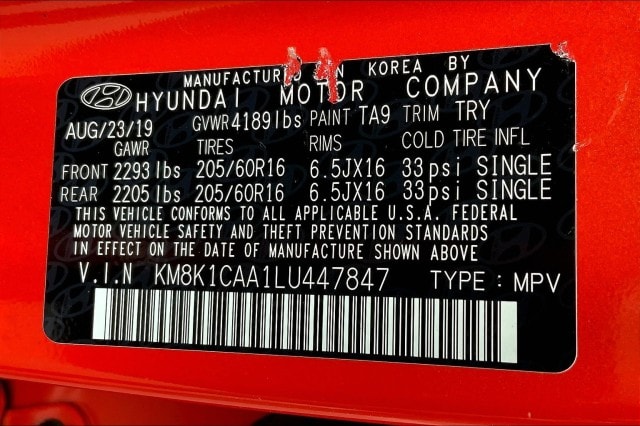 MANUFACTURED IN KOREA BY
HYUNDAI MOTOR COMPANY
AUG/23/19 GVWR 4189lbs PAINT TA9 TRIM TRY
GAWR TIRES RIMS COLD TIRE INFL
FRONT 2293 lbs 205/60R16 6.5JX16 33psi SINGLE
REAR 2205 lbs 205/60R16 6.5JX16 33psi SINGLE
THIS VEHICLE CONFORMS TO ALL APPLICABLE U.S.A. FEDERAL
MOTOR VEHICLE SAFETY AND THEFT PREVENTION STANDARDS
IN EFFECT ON THE DATE OF MANUFACTURE SHOWN ABOVE
V.I.N KM8K1CAA1LU447847 TYPE : MPV